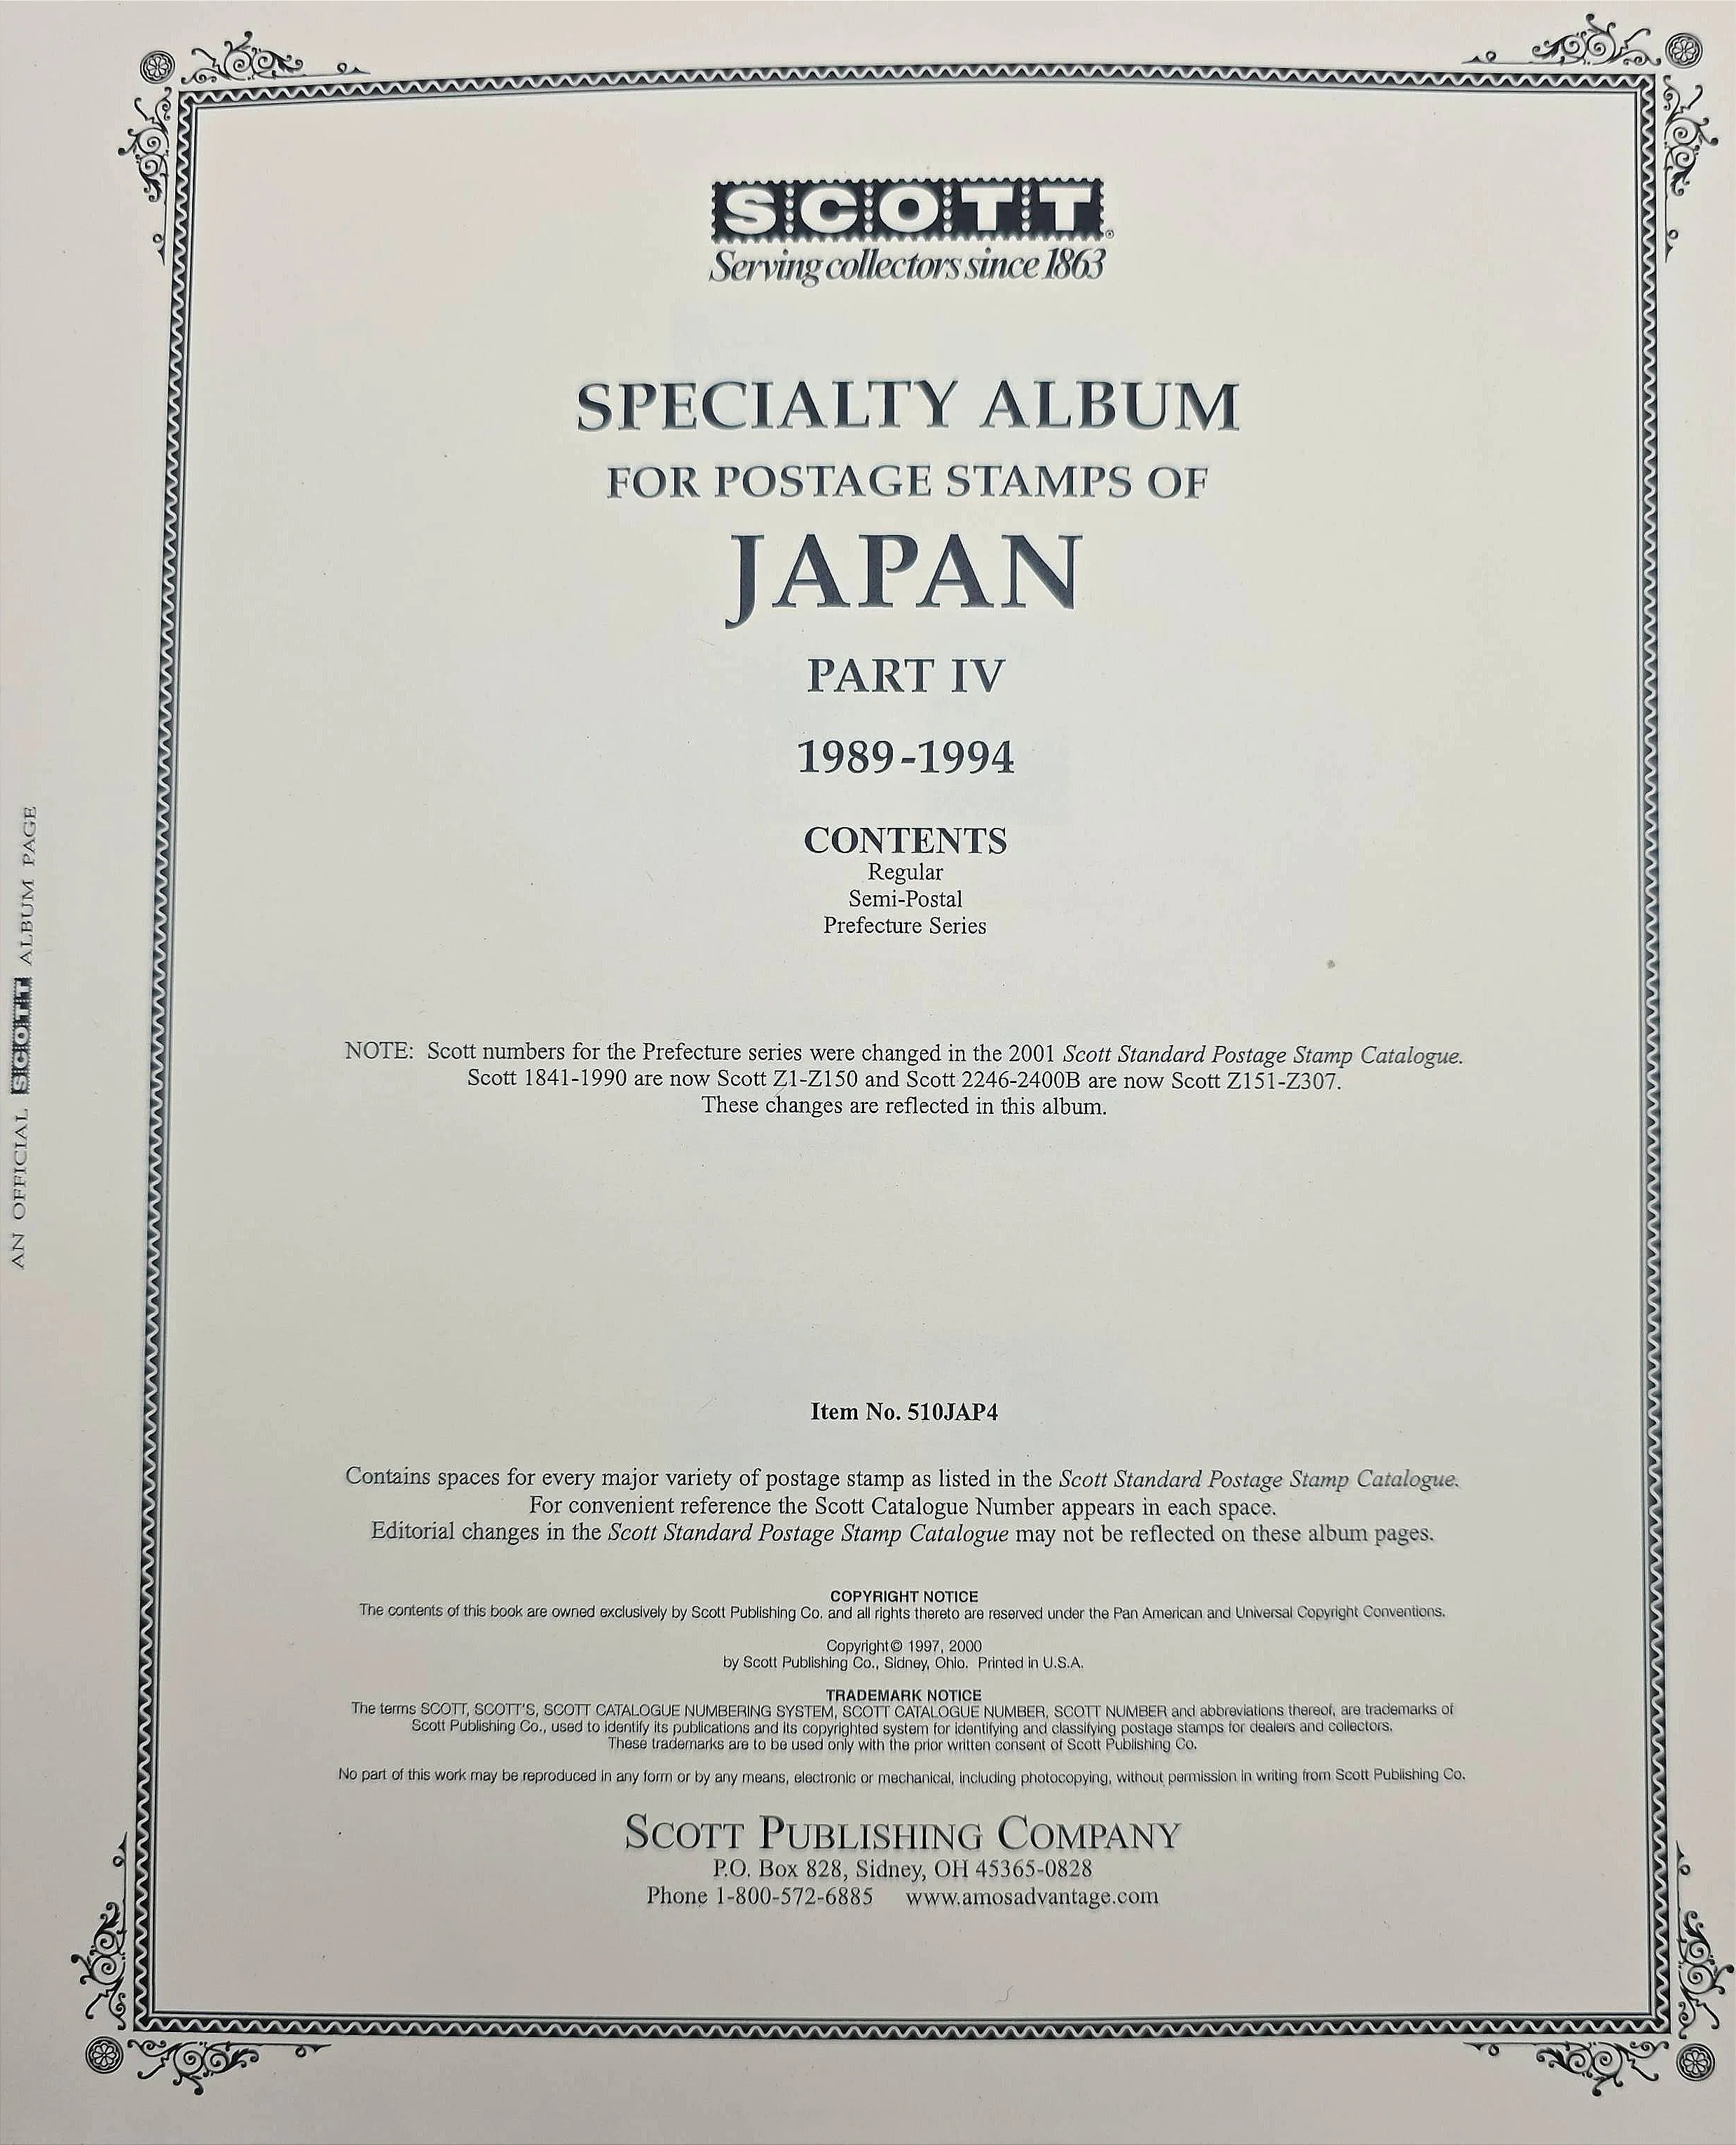 SCOTT®
Serving collectors since 1863
SPECIALTY ALBUM
FOR POSTAGE STAMPS OF
JAPAN
PART IV
1989-1994
CONTENTS
Regular
Semi-Postal
Prefecture Series
NOTE: Scott numbers for the Prefecture series were changed in the 2001 Scott Standard Postage Stamp Catalogue.
Scott 1841-1990 are now Scott Z1-Z150 and Scott 2246-2400B are now Scott Z151-Z307.
These changes are reflected in this album.
Item No. 510JAP4
Contains spaces for every major variety of postage stamp as listed in the Scott Standard Postage Stamp Catalogue.
For convenient reference the Scott Catalogue Number appears in each space.
Editorial changes in the Scott Standard Postage Stamp Catalogue may not be reflected on these album pages.
COPYRIGHT NOTICE
The contents of this book are owned exclusively by Scott Publishing Co. and all rights thereto are reserved under the Pan American and Universal Copyright Conventions.
Copyright© 1997, 2000
by Scott Publishing Co., Sidney, Ohio. Printed in U.S.A.
TRADEMARK NOTICE
The terms SCOTT, SCOTT'S, SCOTT CATALOGUE NUMBERING SYSTEM, SCOTT CATALOGUE NUMBER, SCOTT NUMBER and abbreviations thereof, are trademarks of
Scott Publishing Co., used to identify its publications and its copyrighted system for identifying and classifying postage stamps for dealers and collectors.
These trademarks are to be used only with the prior written consent of Scott Publishing Co.
No part of this work may be reproduced in any form or by any means, electronic or mechanical, including photocopying, without permission in writing from Scott Publishing Co.
SCOTT PUBLISHING COMPANY
P.O. Box 828, Sidney, OH 45365-0828
Phone 1-800-572-6885 www.amosadvantage.com
AN OFFICIAL SCOTT ALBUM PAGE